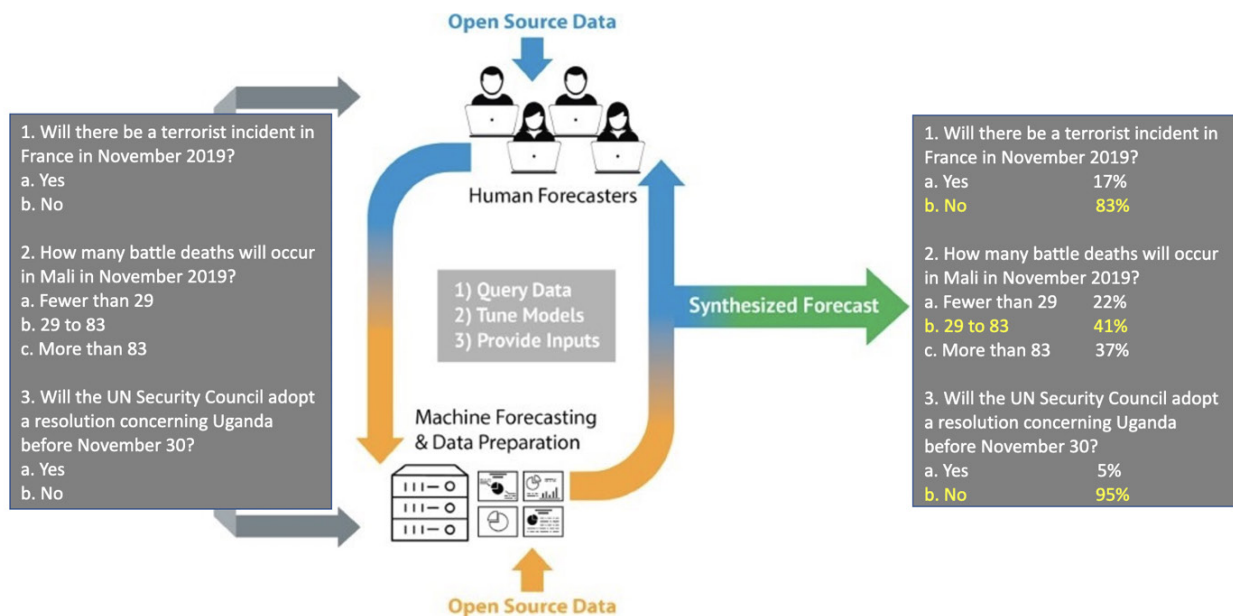 Open Source Data
1. Will there be a terrorist incident in
France in November 2019?
a. Yes
b. No
2. How many battle deaths will occur
in Mali in November 2019?
a. Fewer than 29
b. 29 to 83
c. More than 83
3. Will the UN Security Council adopt
a resolution concerning Uganda
before November 30?
a. Yes
b. No
Human Forecasters
1) Query Data
2) Tune Models
3) Provide Inputs
Machine Forecasting
& Data Preparation
Open Source Data
Synthesized Forecast
1. Will there be a terrorist incident in
France in November 2019?
a. Yes 17%
b. No 83%
2. How many battle deaths will occur
in Mali in November 2019?
a. Fewer than 29 22%
b. 29 to 83 41%
c. More than 83 37%
3. Will the UN Security Council adopt
a resolution concerning Uganda
before November 30?
a. Yes 5%
b. No 95%